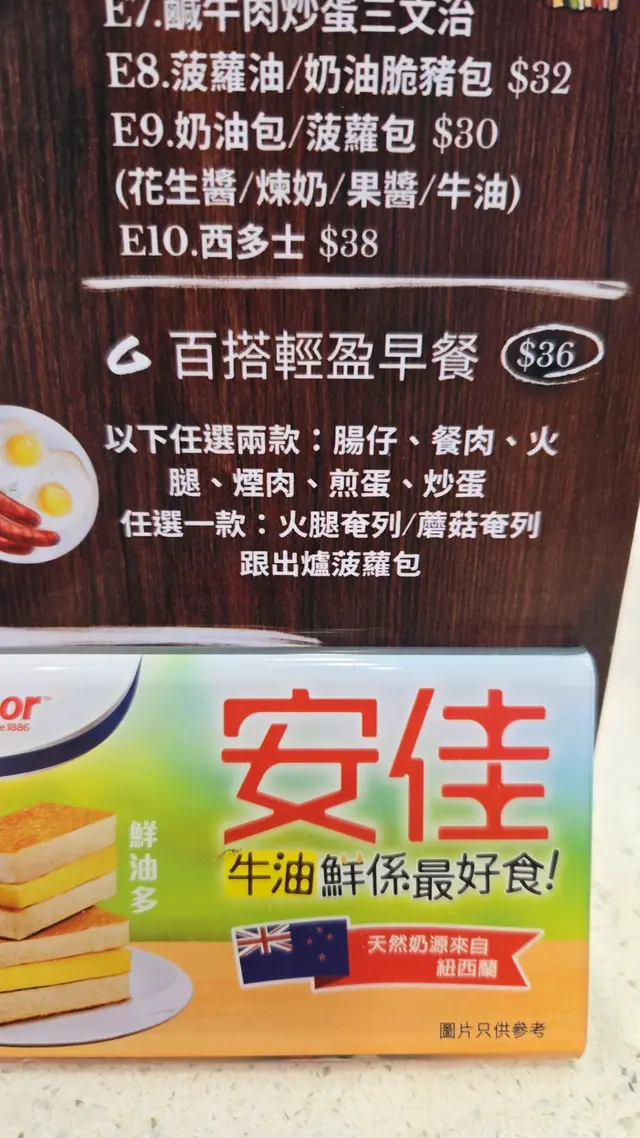 E7.鹹牛肉炒蛋三文治
E8.菠蘿油/奶油脆豬包 $32
E9.奶油包/菠蘿包 $30
(花生醬/煉奶/果醬/牛油)
E10.西多士 $38
G 百搭輕盈早餐 $36
以下任選兩款：腸仔、餐肉、火
腿、煙肉、煎蛋、炒蛋
任選一款：火腿奄列/蘑菇奄列
跟出爐菠蘿包
or™
e 1886
安佳
鮮油多
牛油鮮係最好食!
天然奶源來自
紐西蘭
圖片只供參考